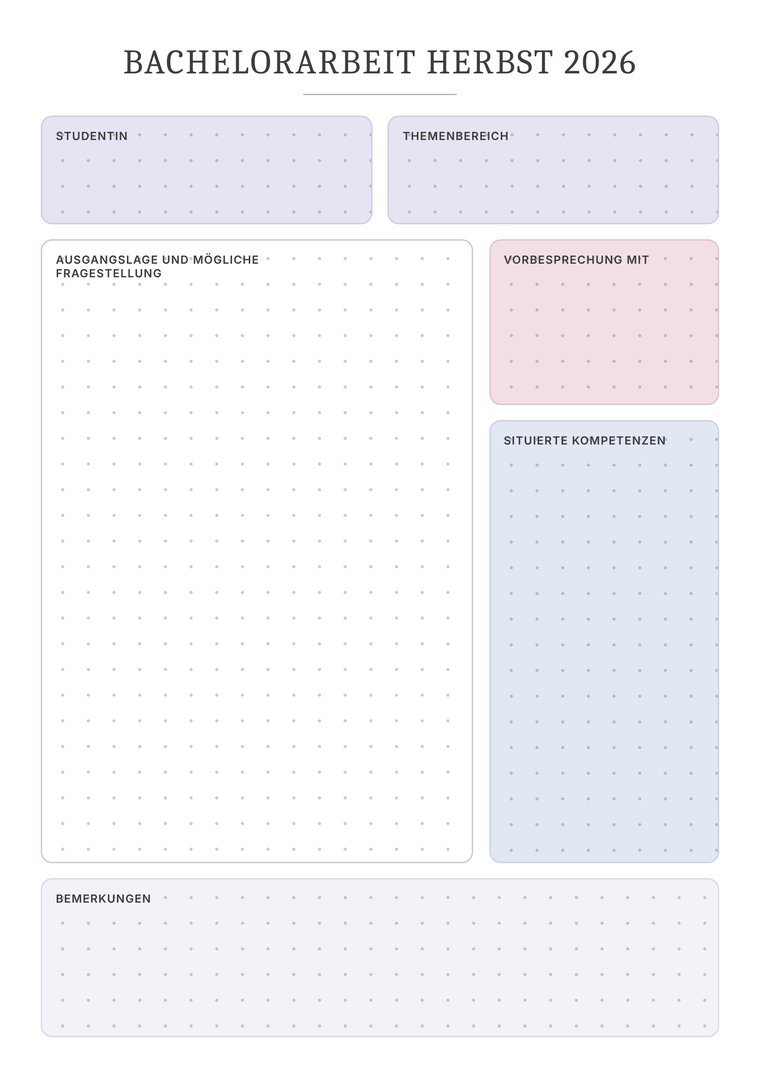 BACHELORARBEIT HERBST 2026
STUDENTIN
THEMENBEREICH
AUSGANGSLAGE UND MÖGLICHE
FRAGESTELLUNG
VORBESPRECHUNG MIT
SITUIERTE KOMPETENZEN
BEMERKUNGEN